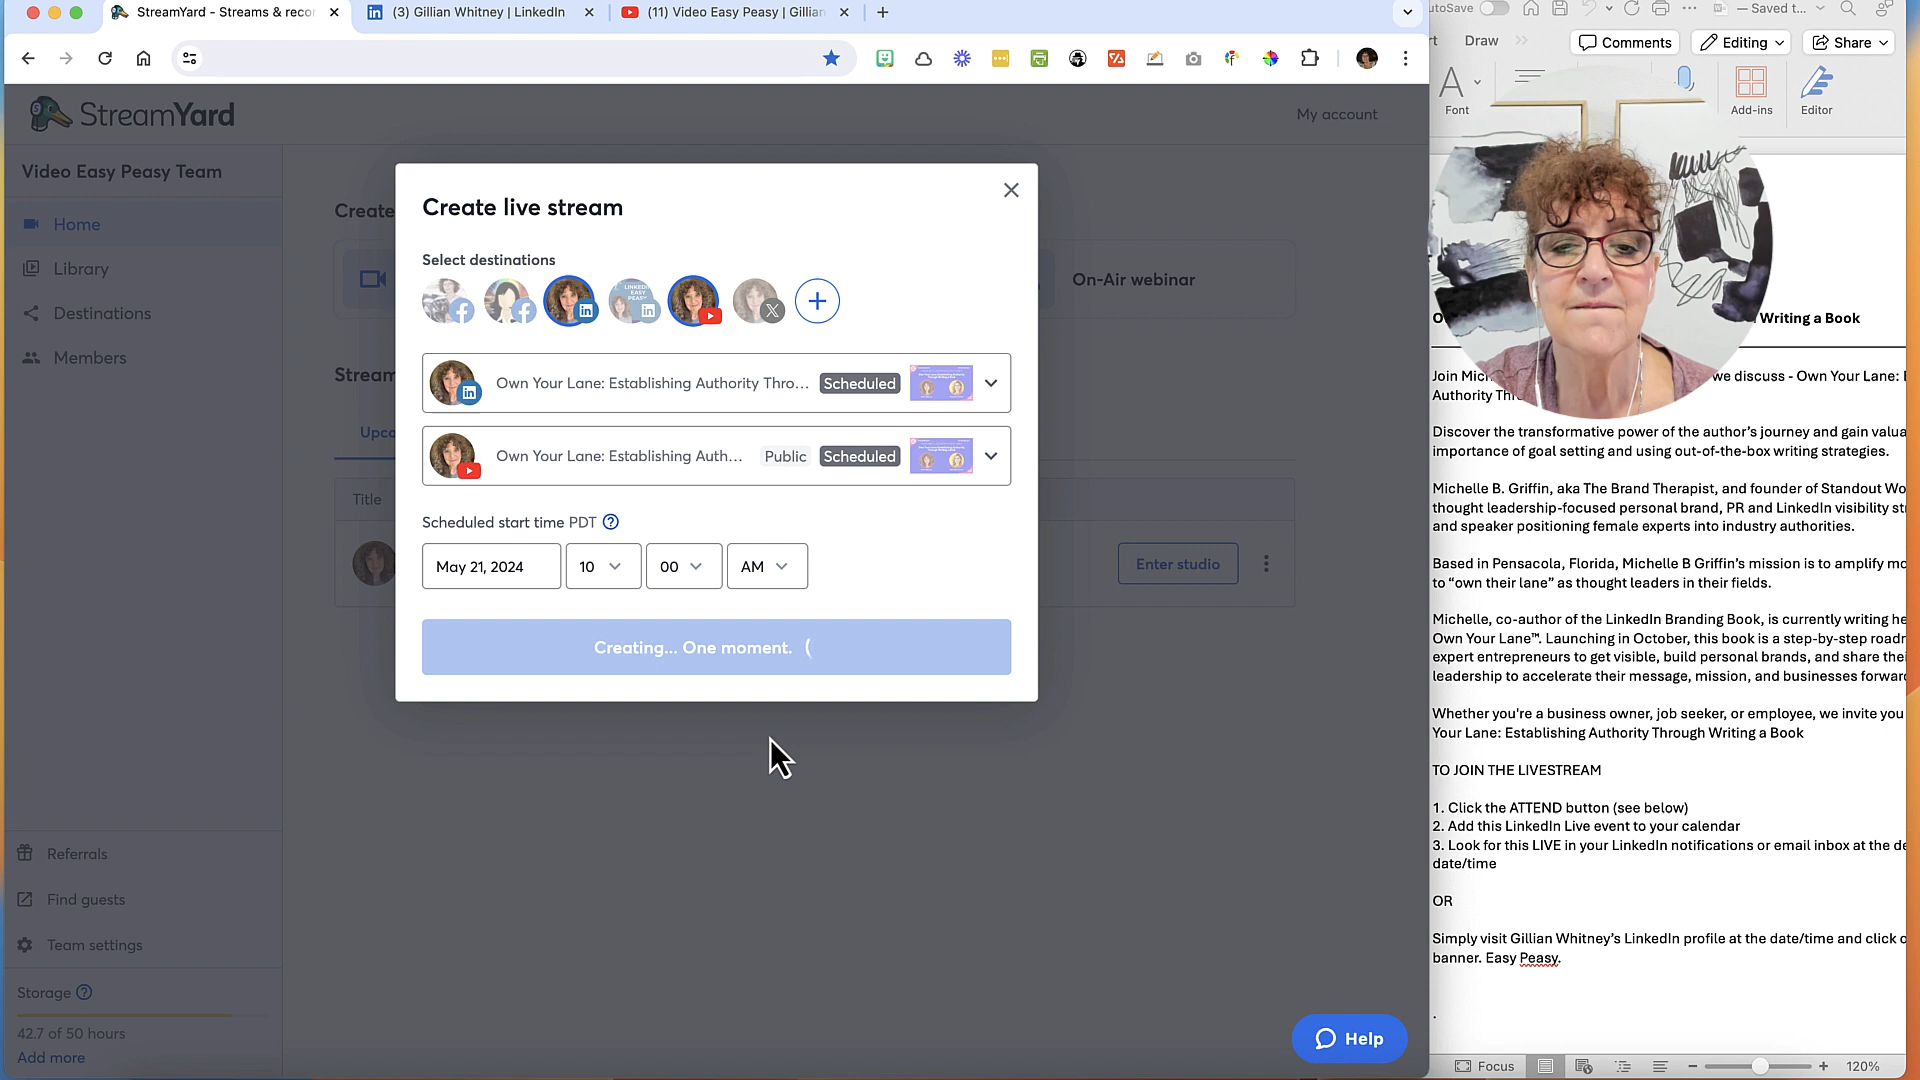 StreamYard - Streams & reco
(3) Gillian Whitney | LinkedIn
(11) Video Easy Peasy | Gillian
StreamYard
My account
Video Easy Peasy Team
Home
Library
Destinations
Members
Referrals
Find guests
Team settings
Storage
42.7 of 50 hours
Add more
Create
On-Air webinar
Stream
Upco
Title
Enter studio
Create live stream
Select destinations
Own Your Lane: Establishing Authority Thro... Scheduled
Own Your Lane: Establishing Auth... Public Scheduled
Scheduled start time PDT
May 21, 2024 10 00 AM
Creating... One moment.
Help
utoSave
— Saved t...
Draw
Comments
Editing
Share
Font
Add-ins
Editor
Writing a Book
Join Mich we discuss - Own Your Lane: E
Authority Thr
Discover the transformative power of the author's journey and gain valua
importance of goal setting and using out-of-the-box writing strategies.
Michelle B. Griffin, aka The Brand Therapist, and founder of Standout Wo
thought leadership-focused personal brand, PR and LinkedIn visibility st
and speaker positioning female experts into industry authorities.
Based in Pensacola, Florida, Michelle B Griffin's mission is to amplify mo
to "own their lane" as thought leaders in their fields.
Michelle, co-author of the LinkedIn Branding Book, is currently writing he
Own Your Lane™. Launching in October, this book is a step-by-step roadm
expert entrepreneurs to get visible, build personal brands, and share thei
leadership to accelerate their message, mission, and businesses forward
Whether you're a business owner, job seeker, or employee, we invite you
Your Lane: Establishing Authority Through Writing a Book
TO JOIN THE LIVESTREAM
1. Click the ATTEND button (see below)
2. Add this LinkedIn Live event to your calendar
3. Look for this LIVE in your LinkedIn notifications or email inbox at the de
date/time
OR
Simply visit Gillian Whitney's LinkedIn profile at the date/time and click o
banner. Easy Peasy.
.
Focus
120%